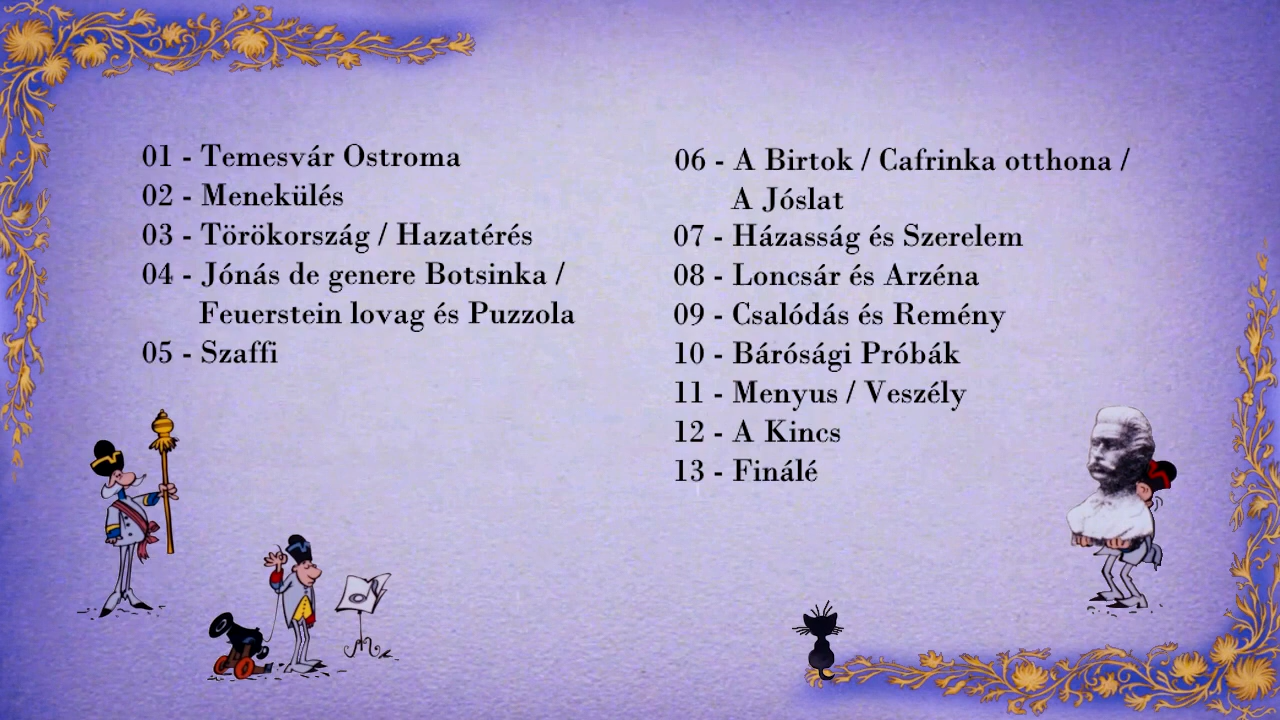 01 - Temesvár Ostroma
02 - Menekülés
03 - Törökország / Hazatérés
04 - Jónás de genere Botsinka /
Feuerstein lovag és Puzzola
05 - Szaffi
06 - A Birtok / Cafrinka otthona /
A Jóslat
07 - Házasság és Szerelem
08 - Loncsár és Arzéna
09 - Csalódás és Remény
10 - Bárósági Próbák
11 - Menyus / Veszély
12 - A Kincs
13 - Finálé